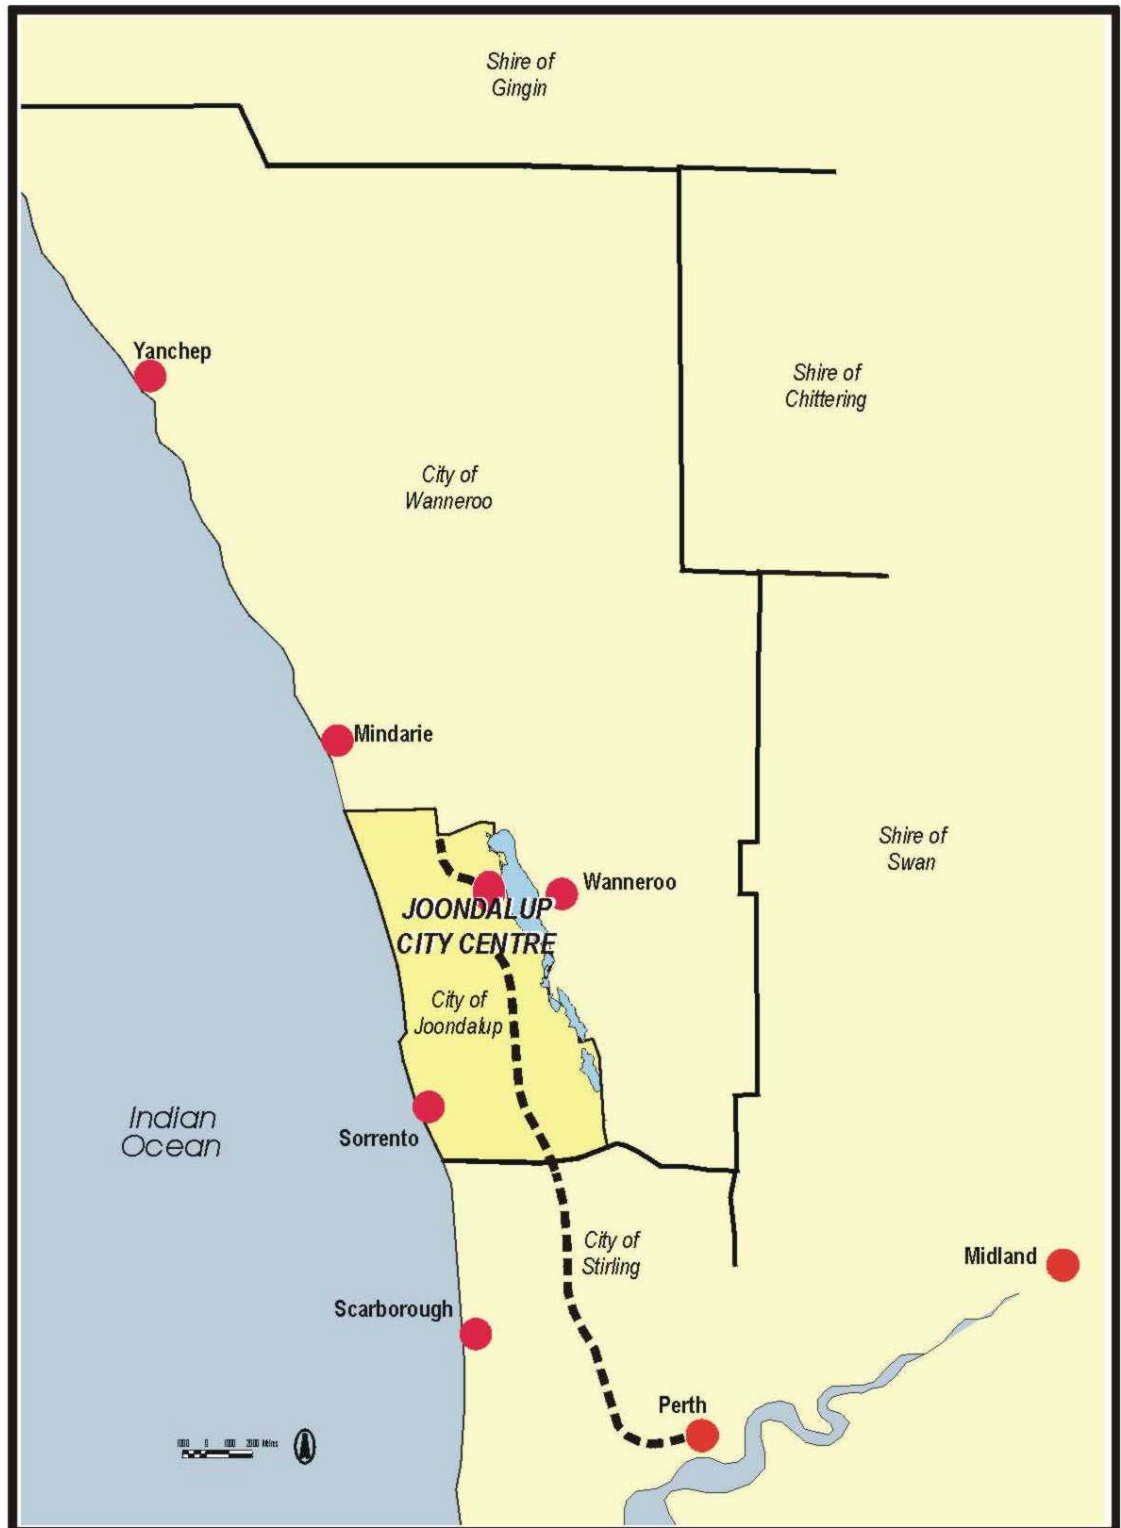 Shire of
Gingin
Yanchep
Shire of
Chittering
City of
Wanneroo
Mindarie
Shire of
Swan
Wanneroo
JOONDALUP
CITY CENTRE
City of
Joondalup
Indian
Ocean
Sorrento
City of
Stirling
Midland
Scarborough
Perth